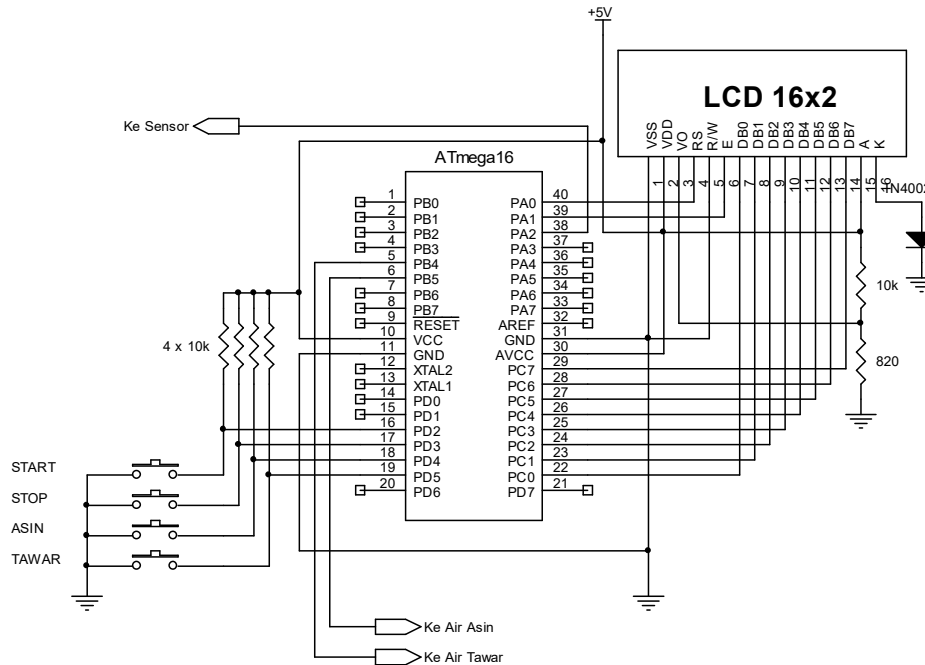 +5V
LCD 16x2
VSS VDD VO RS R/W E DB0 DB1 DB2 DB3 DB4 DB5 DB6 DB7 A K
1 2 3 4 5 6 7 8 9 10 11 12 13 14 15 16
1N4002
Ke Sensor
ATmega16
1 PB0 PA0 40
2 PB1 PA1 39
3 PB2 PA2 38
4 PB3 PA3 37
5 PB4 PA4 36
6 PB5 PA5 35
7 PB6 PA6 34
8 PB7 PA7 33
9 RESET AREF 32
10 VCC GND 31
11 GND AVCC 30
12 XTAL2 PC7 29
13 XTAL1 PC6 28
14 PD0 PC5 27
15 PD1 PC4 26
16 PD2 PC3 25
17 PD3 PC2 24
18 PD4 PC1 23
19 PD5 PC0 22
20 PD6 PD7 21
10k
820
4 x 10k
START
STOP
ASIN
TAWAR
Ke Air Asin
Ke Air Tawar